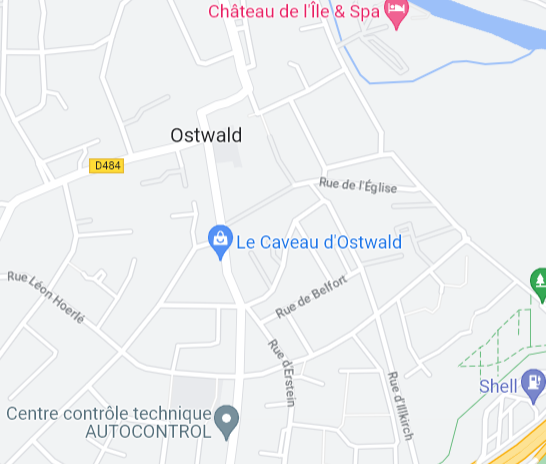 Château de l'Île & Spa
Ostwald
D484
Rue de l'Église
Le Caveau d'Ostwald
Rue Léon Hoerlé
Rue de Belfort
Rue d'Erstein
Rue d'Illkirch
Shell
Centre contrôle technique
AUTOCONTROL